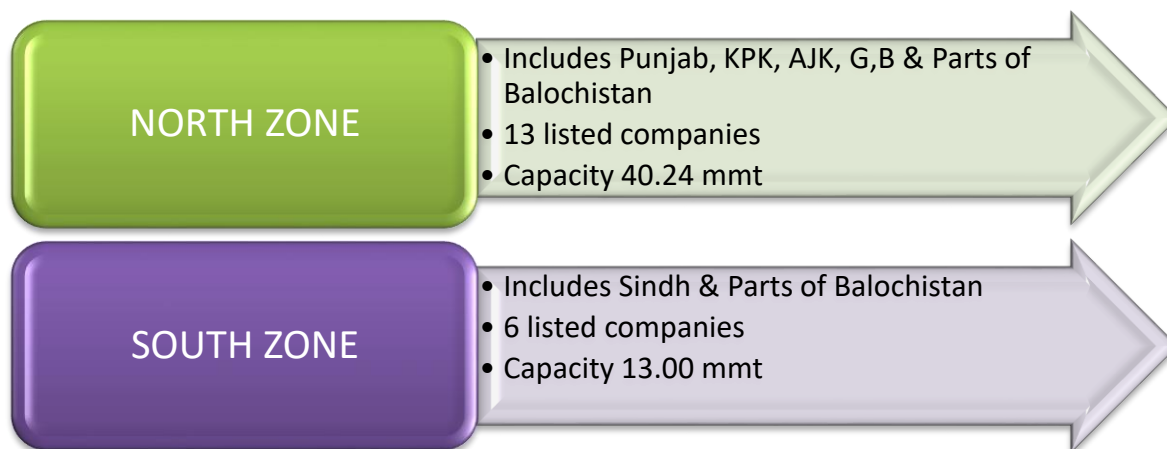 NORTH ZONE
• Includes Punjab, KPK, AJK, G,B & Parts of
Balochistan
• 13 listed companies
• Capacity 40.24 mmt
SOUTH ZONE
• Includes Sindh & Parts of Balochistan
• 6 listed companies
• Capacity 13.00 mmt